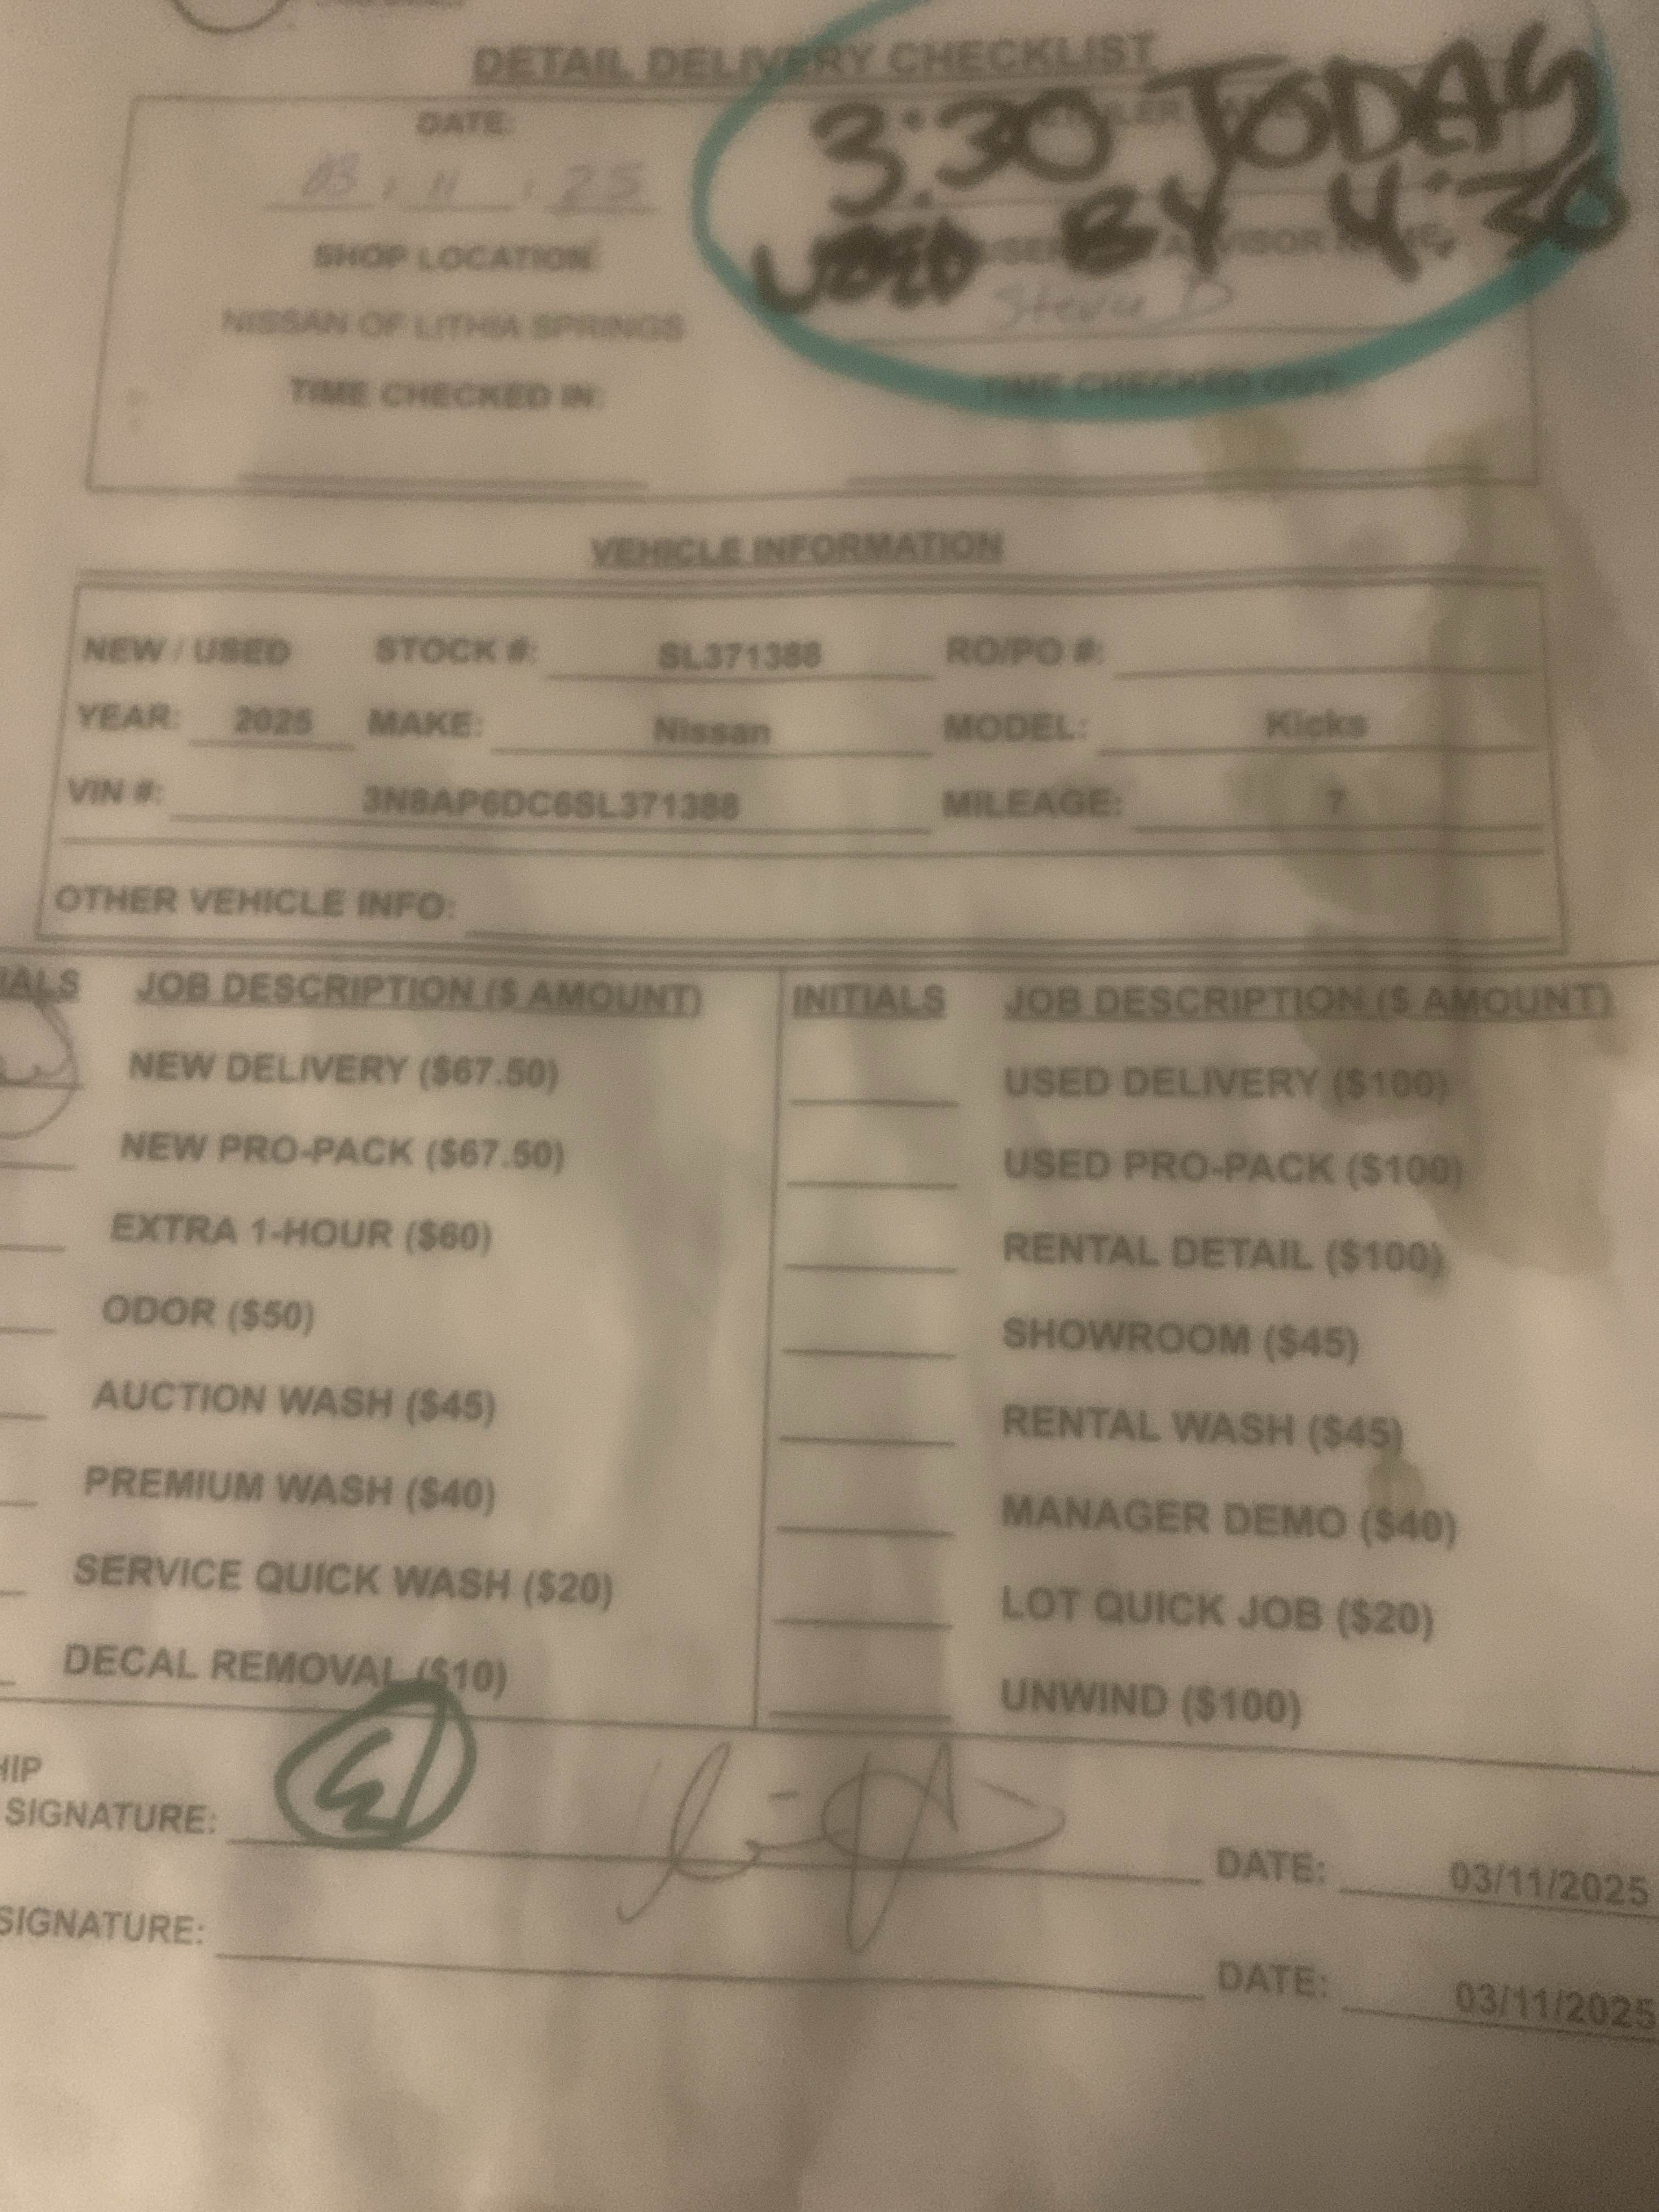 DETAIL DELIVERY CHECKLIST
3:30 TODAY
BY 4:30
DATE:
03 / 11 / 25
SHOP LOCATION
Steven D
NISSAN OF LITHIA SPRINGS
TIME CHECKED IN:
TIME CHECKED OUT:
VEHICLE INFORMATION
NEW / USED STOCK #: SL371388 RO/PO #:
YEAR: 2025 MAKE: Nissan MODEL: Kicks
VIN #: 3N8AP6DC6SL371388 MILEAGE: 7
OTHER VEHICLE INFO:
IALS JOB DESCRIPTION ($ AMOUNT) INITIALS JOB DESCRIPTION ($ AMOUNT)
NEW DELIVERY ($67.50) USED DELIVERY ($100)
NEW PRO-PACK ($67.50) USED PRO-PACK ($100)
EXTRA 1-HOUR ($60) RENTAL DETAIL ($100)
ODOR ($50) SHOWROOM ($45)
AUCTION WASH ($45) RENTAL WASH ($45)
PREMIUM WASH ($40) MANAGER DEMO ($40)
SERVICE QUICK WASH ($20) LOT QUICK JOB ($20)
DECAL REMOVAL ($10) UNWIND ($100)
HIP
SIGNATURE: DATE: 03/11/2025
SIGNATURE: DATE: 03/11/2025